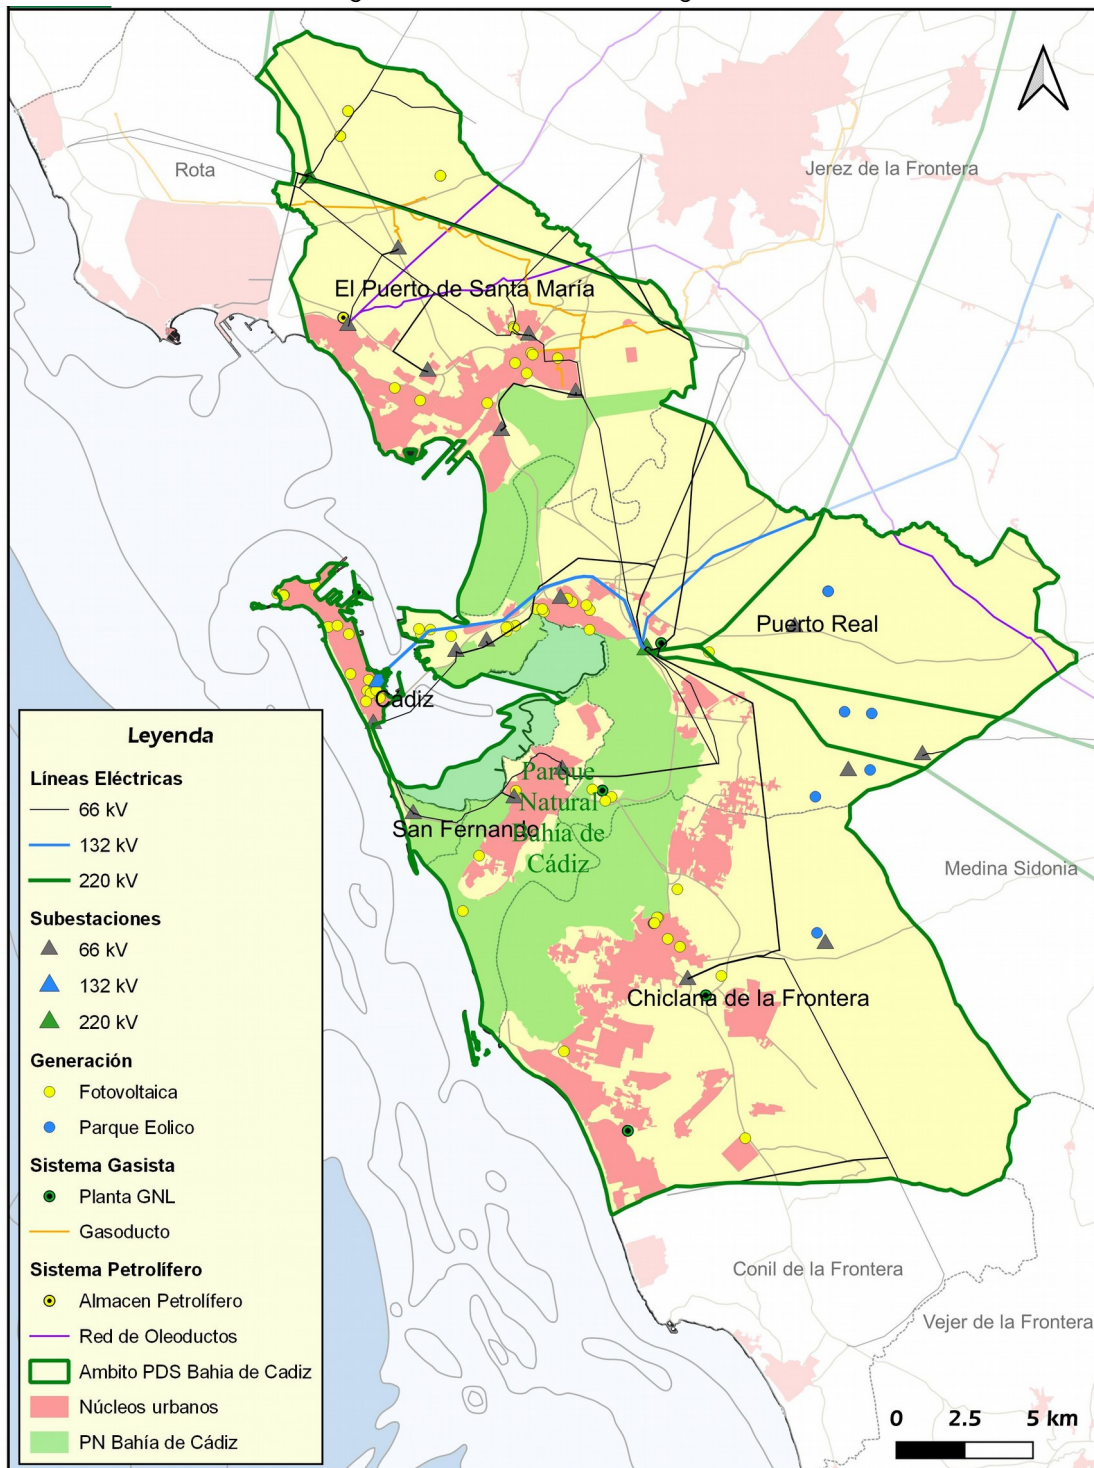 Rota
Jerez de la Frontera
El Puerto de Santa María
Puerto Real
Cádiz
Parque
Natural
Bahía de
Cádiz
San Fernando
Medina Sidonia
Chiclana de la Frontera
Conil de la Frontera
Vejer de la Frontera
Leyenda
Líneas Eléctricas
66 kV
132 kV
220 kV
Subestaciones
66 kV
132 kV
220 kV
Generación
Fotovoltaica
Parque Eolico
Sistema Gasista
Planta GNL
Gasoducto
Sistema Petrolífero
Almacen Petrolífero
Red de Oleoductos
Ambito PDS Bahia de Cadiz
Núcleos urbanos
PN Bahía de Cádiz
0 2.5 5 km